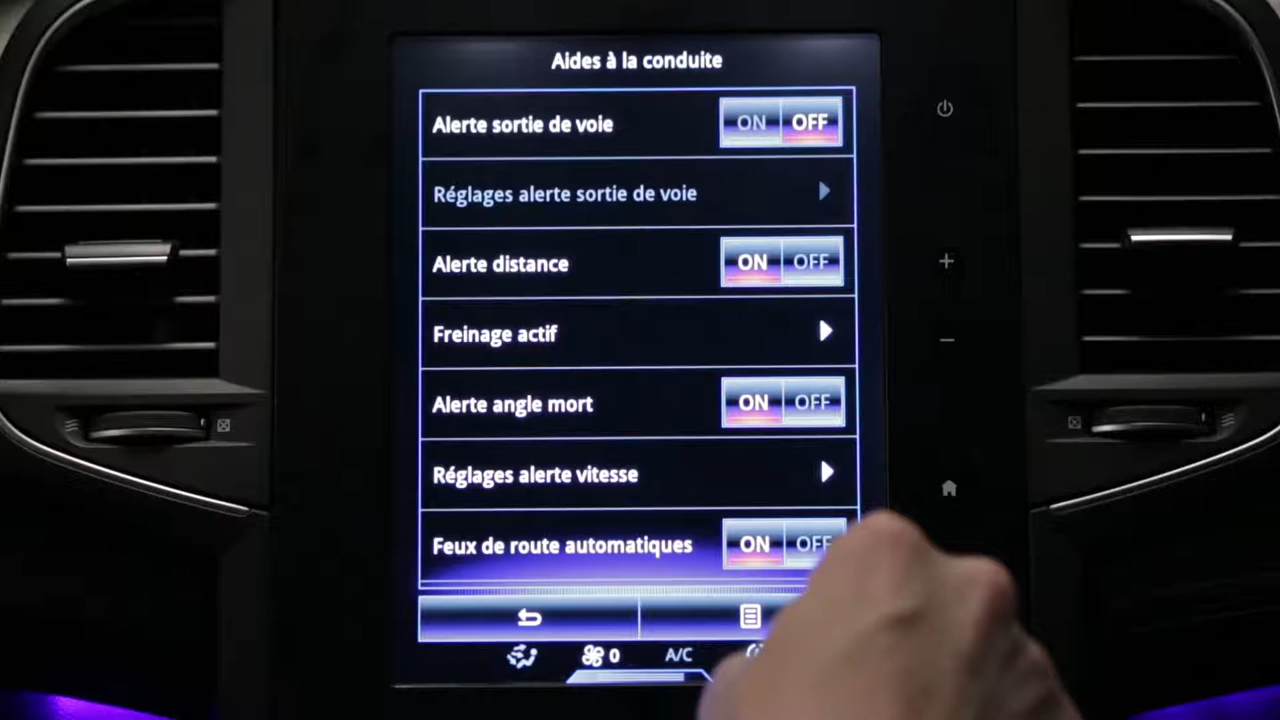 Aides à la conduite
Alerte sortie de voie ON OFF
Réglages alerte sortie de voie
Alerte distance ON OFF
Freinage actif
Alerte angle mort ON OFF
Réglages alerte vitesse
Feux de route automatiques ON OFF
0 A/C